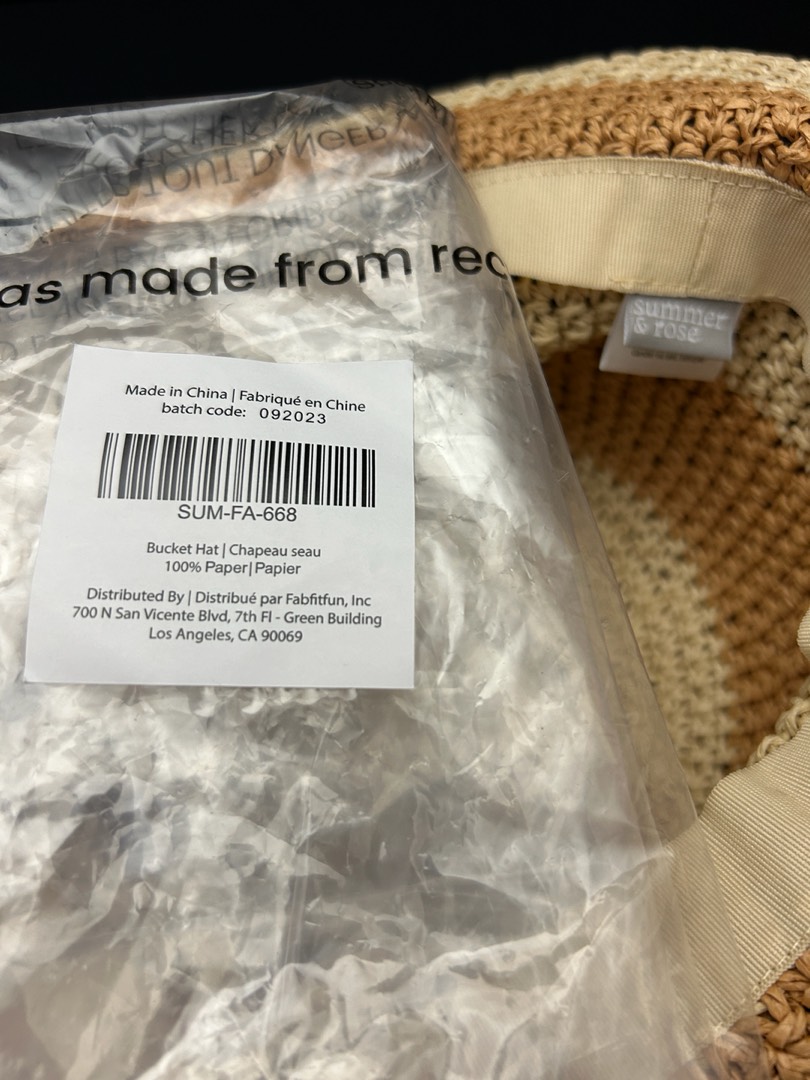 TOUT DANGER
as made from rec
summer
& rose
Made in China | Fabriqué en Chine
batch code: 092023
SUM-FA-668
Bucket Hat | Chapeau seau
100% Paper| Papier
Distributed By | Distribué par Fabfitfun, Inc
700 N San Vicente Blvd, 7th Fl - Green Building
Los Angeles, CA 90069